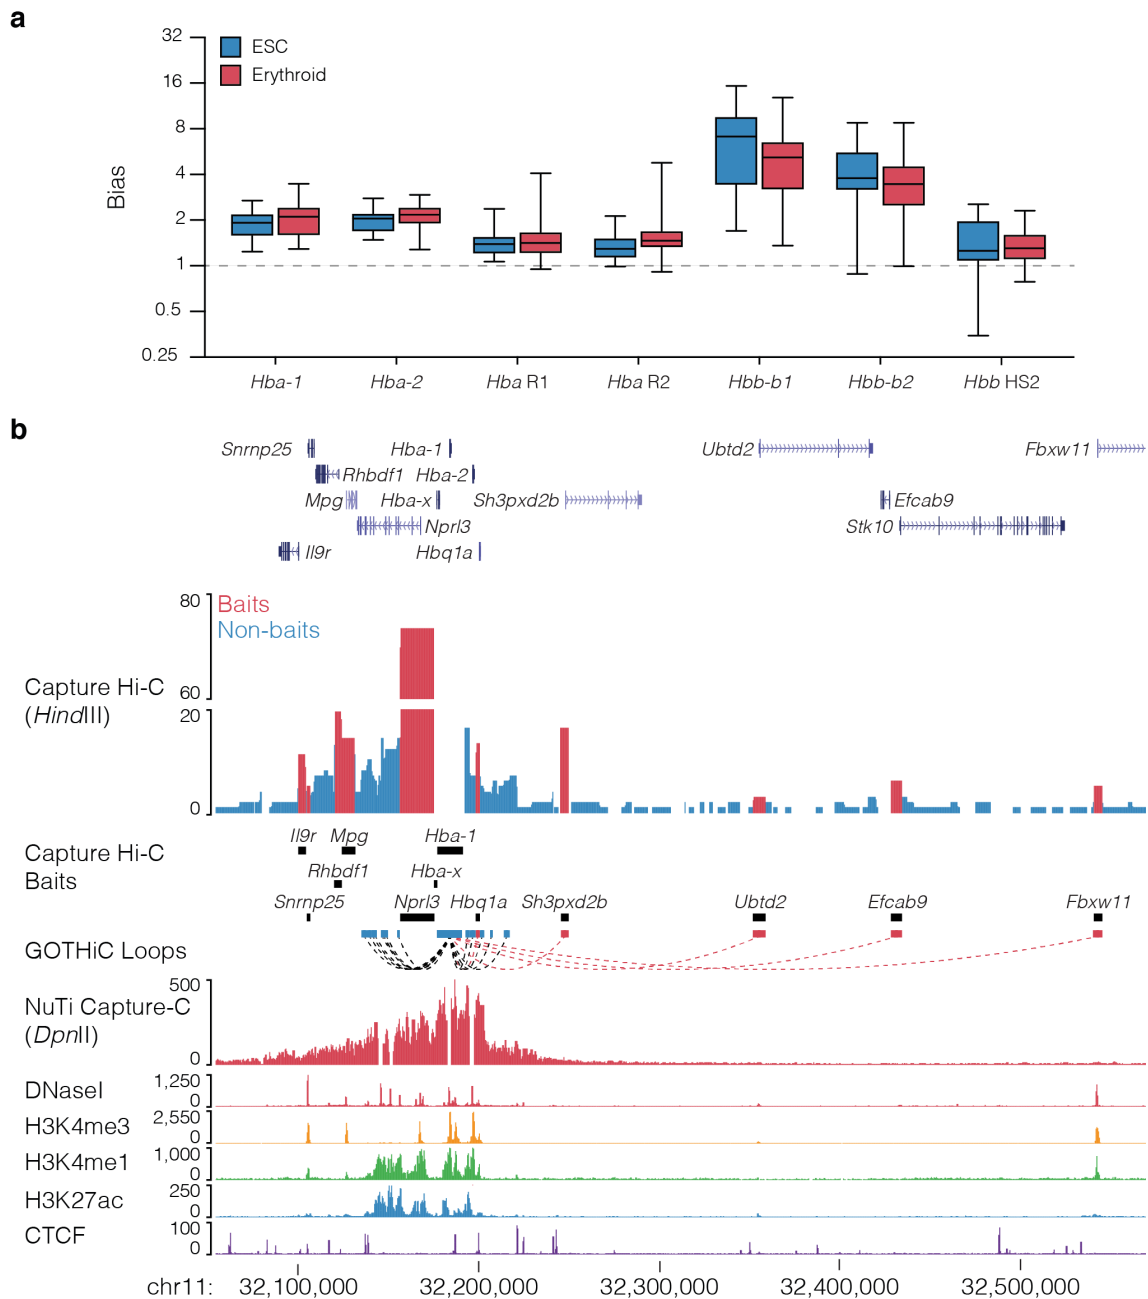 a
32
16
8
4
2
1
0.5
0.25
Bias
ESC
Erythroid
Hba-1 Hba-2 Hba R1 Hba R2 Hbb-b1 Hbb-b2 Hbb HS2
b
Snrnp25 Hba-1 Ubtd2 Fbxw11
Rhbdf1 Hba-2
Mpg Hba-x Sh3pxd2b Efcab9
Nprl3 Stk10
Il9r Hbq1a
80
Baits
Non-baits
Capture Hi-C
(HindIII)
60
20
0
Il9r Mpg Hba-1
Capture Hi-C
Baits
Rhbdf1 Hba-x
Snrnp25 Nprl3 Hbq1a Sh3pxd2b Ubtd2 Efcab9 Fbxw11
GOTHiC Loops
NuTi Capture-C
(DpnII)
500
0
DNaseI 1,250
0
H3K4me3 2,550
0
H3K4me1 1,000
0
H3K27ac 250
0
CTCF 100
0
chr11: 32,100,000 32,200,000 32,300,000 32,400,000 32,500,000